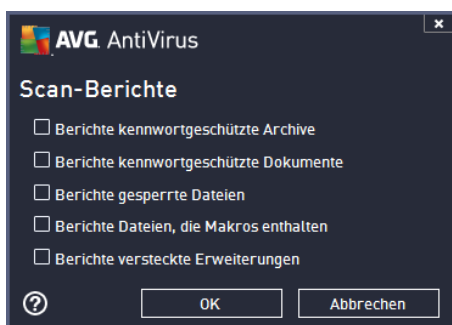 AVG. AntiVirus
Scan-Berichte
Berichte kennwortgeschützte Archive
Berichte kennwortgeschützte Dokumente
Berichte gesperrte Dateien
Berichte Dateien, die Makros enthalten
Berichte versteckte Erweiterungen
? OK Abbrechen